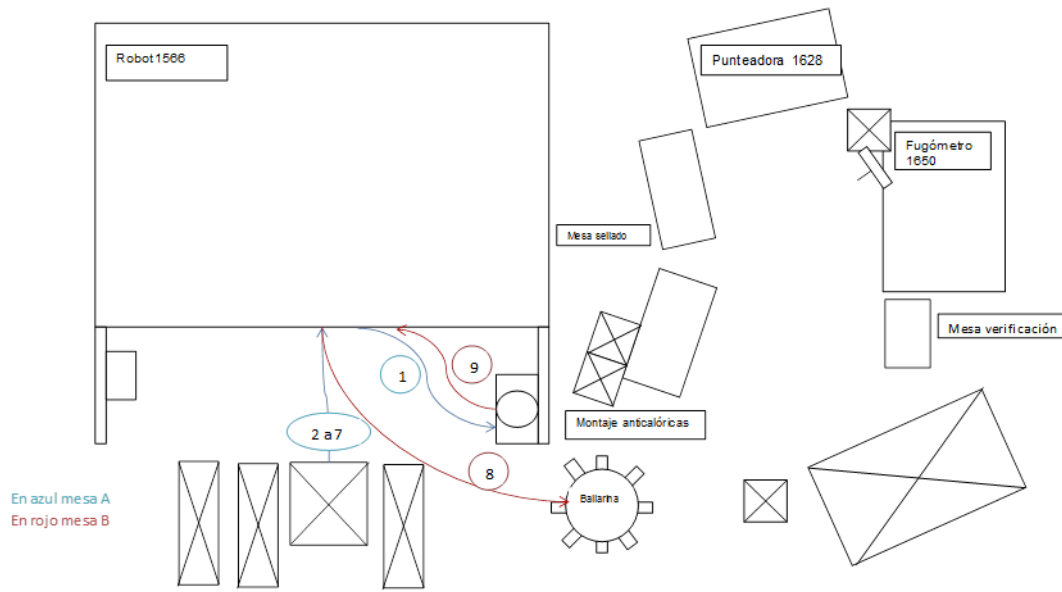 Robot1566
Punteadora 1628
Fugómetro
1650
Mesa sellado
Mesa verificación
1
9
Montaje anticalóricas
2 a7
8
Bailarina
En azul mesa A
En rojo mesa B